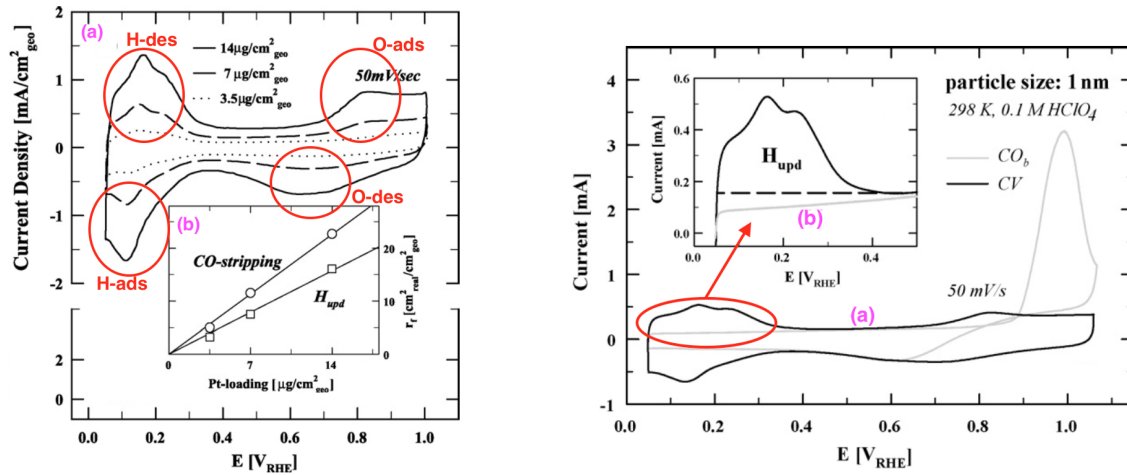 (a)
H-des
O-ads
14μg/cm²geo
7 μg/cm²geo
3.5μg/cm²geo
50mV/sec
Current Density [mA/cm²geo]
2
1
0
-1
-2
2
0
H-ads
O-des
(b)
CO-stripping
Hupd
20
10
0
rf [cm²real/cm²geo]
0
7
14
Pt-loading [ μg/cm²geo]
0.0
0.2
0.4
0.6
0.8
1.0
E [VRHE]
particle size: 1 nm
298 K, 0.1 M HClO4
COb
CV
50 mV/s
Current [mA]
4
3
2
1
0
-1
0.6
0.4
0.2
0.0
Current [mA]
Hupd
(b)
0.0
0.2
0.4
E [VRHE]
(a)
0.0
0.2
0.4
0.6
0.8
1.0
E [VRHE]